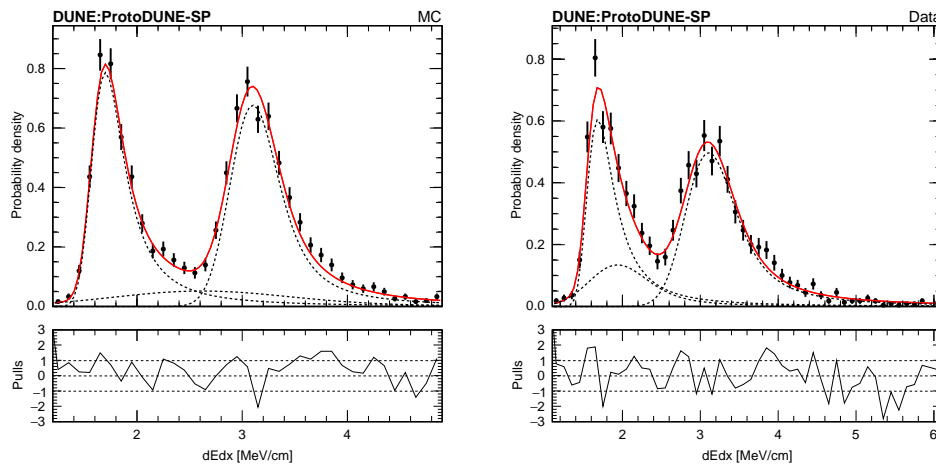 DUNE:ProtoDUNE-SP MC
0.8
0.6
0.4
0.2
0.0
Probability density
3
2
1
0
−1
−2
−3
Pulls
2 3 4
dEdx [MeV/cm]
DUNE:ProtoDUNE-SP Data
0.8
0.6
0.4
0.2
0.0
Probability density
3
2
1
0
−1
−2
−3
Pulls
2 3 4 5 6
dEdx [MeV/cm]